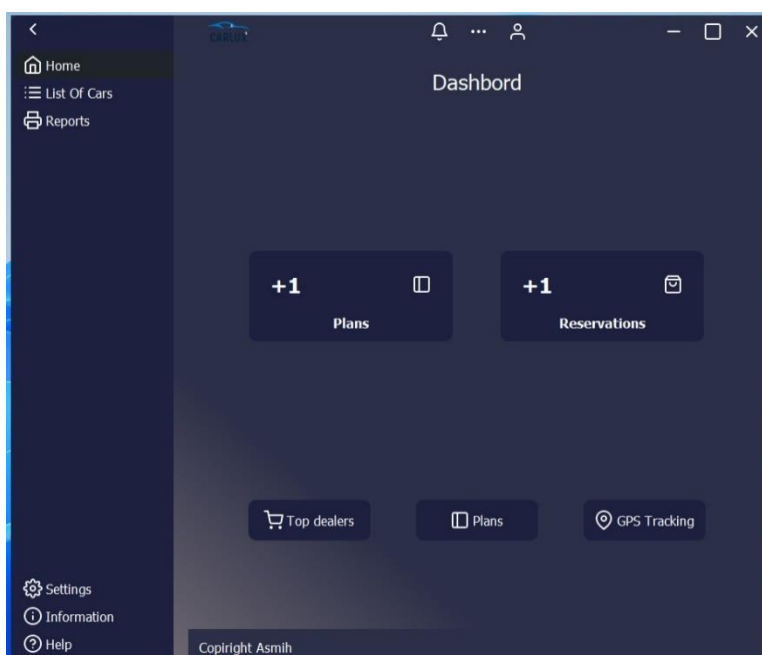 CARLUX
Dashbord
Home
List Of Cars
Reports
+1
Plans
+1
Reservations
Top dealers
Plans
GPS Tracking
Settings
Information
Help
Copiright Asmih